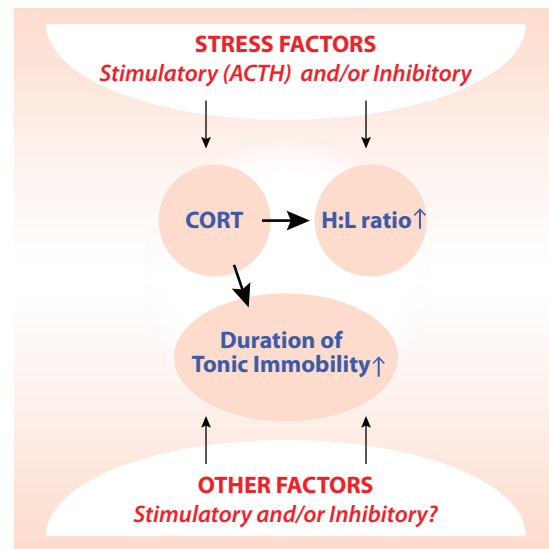 STRESS FACTORS
Stimulatory (ACTH) and/or Inhibitory
CORT
H:L ratio↑
Duration of
Tonic Immobility↑
OTHER FACTORS
Stimulatory and/or Inhibitory?